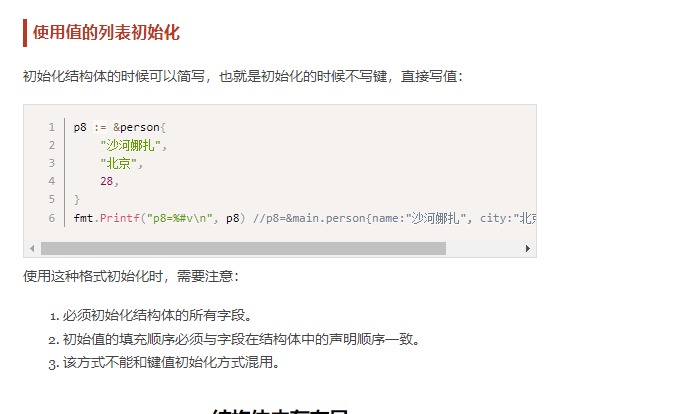 使用值的列表初始化
初始化结构体的时候可以简写，也就是初始化的时候不写键，直接写值：
1 p8 := &person{
2 "沙河娜扎",
3 "北京",
4 28,
5 }
6 fmt.Printf("p8=%#v\n", p8) //p8=&main.person{name:"沙河娜扎", city:"北京
使用这种格式初始化时，需要注意：
1. 必须初始化结构体的所有字段。
2. 初始值的填充顺序必须与字段在结构体中的声明顺序一致。
3. 该方式不能和键值初始化方式混用。